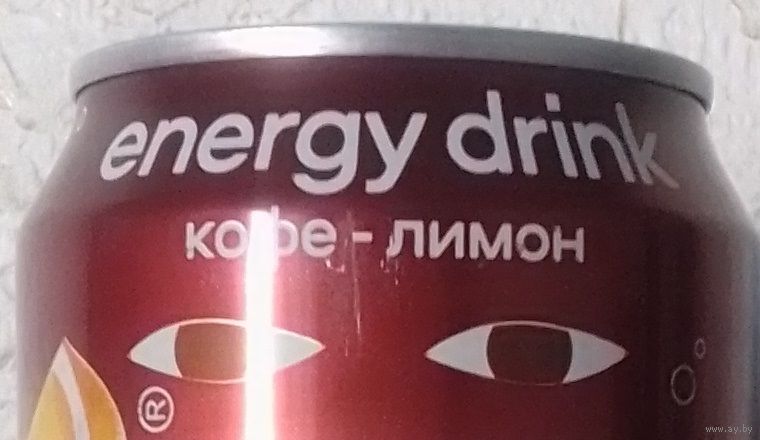 energy drink
кофе - лимон
®
www.ay.by